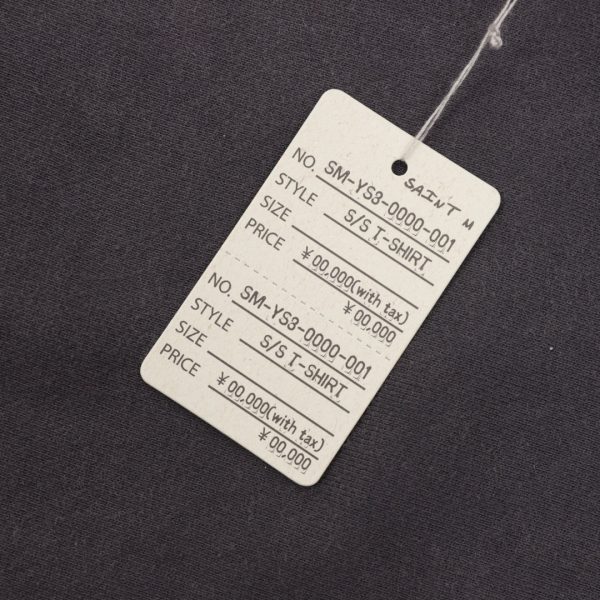 SAINT M
NO. SM-YS3-0000-001
STYLE S/S T-SHIRT
SIZE
PRICE ¥00,000(with tax)
¥00,000
NO. SM-YS3-0000-001
STYLE S/S T-SHIRT
SIZE
PRICE ¥00,000(with tax)
¥00,000